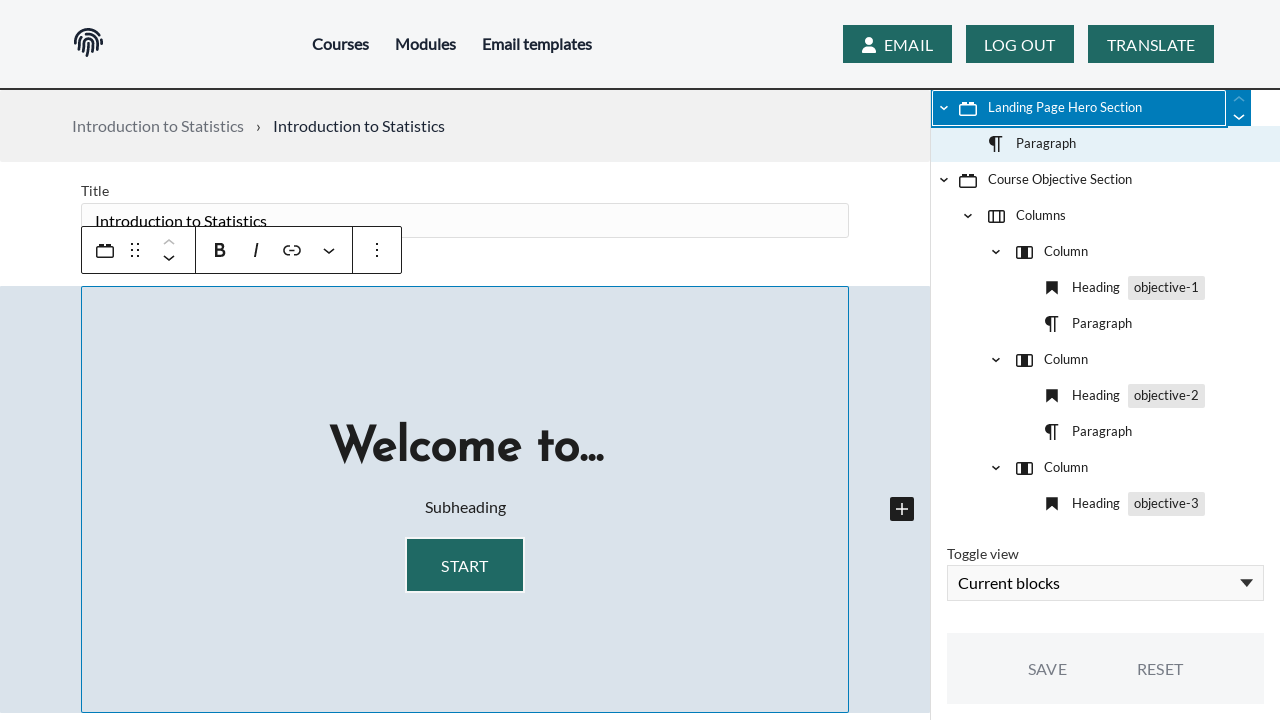 Courses Modules Email templates EMAIL LOG OUT TRANSLATE
Introduction to Statistics › Introduction to Statistics
Title
Introduction to Statistics
B I
Welcome to...
Subheading
START
Landing Page Hero Section
Paragraph
Course Objective Section
Columns
Column
Heading objective-1
Paragraph
Column
Heading objective-2
Paragraph
Column
Heading objective-3
Toggle view
Current blocks
SAVE RESET